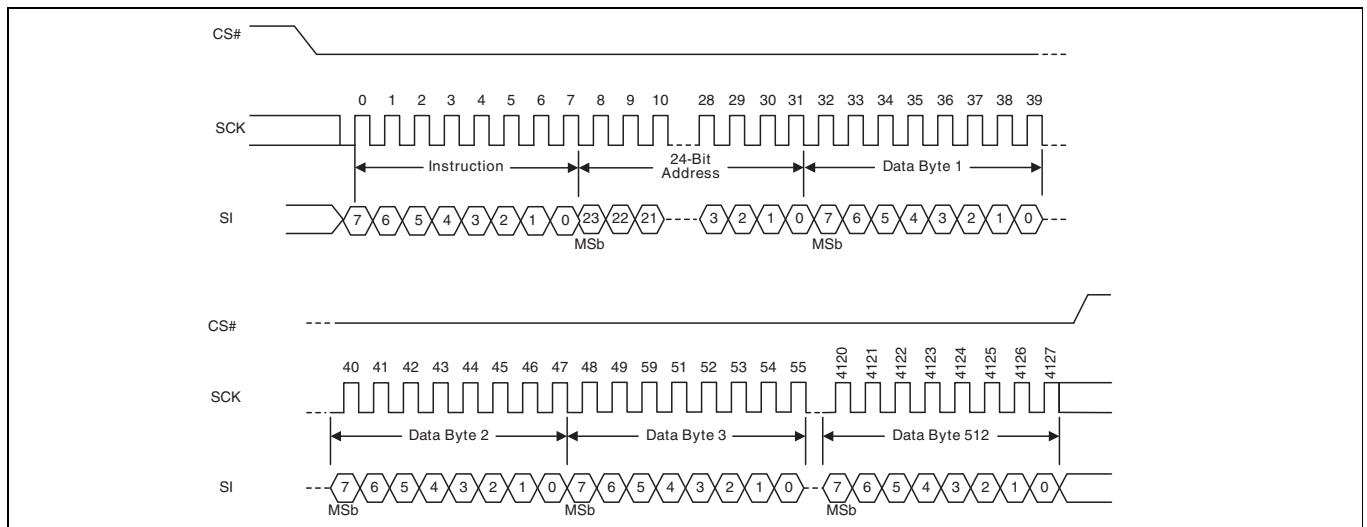 CS#
0 1 2 3 4 5 6 7 8 9 10 28 29 30 31 32 33 34 35 36 37 38 39
SCK
Instruction 24-Bit Address Data Byte 1
SI 7 6 5 4 3 2 1 0 23 22 21 3 2 1 0 7 6 5 4 3 2 1 0
MSb MSb
CS#
40 41 42 43 44 45 46 47 48 49 59 51 52 53 54 55 4120 4121 4122 4123 4124 4125 4126 4127
SCK
Data Byte 2 Data Byte 3 Data Byte 512
SI 7 6 5 4 3 2 1 0 7 6 5 4 3 2 1 0 7 6 5 4 3 2 1 0
MSb MSb MSb